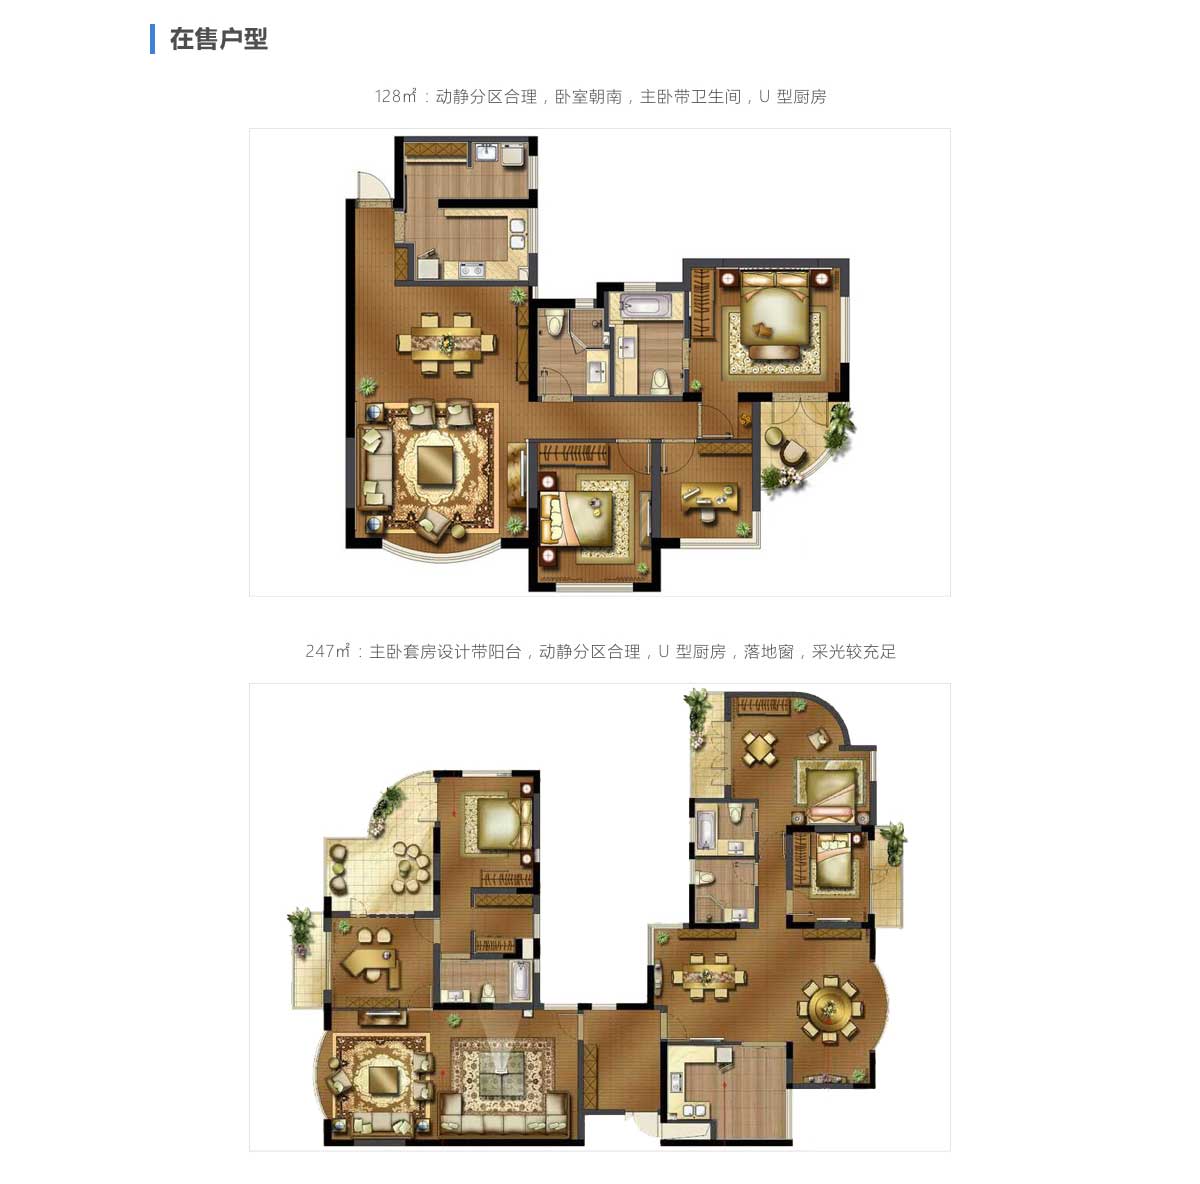 在售户型
128㎡：动静分区合理，卧室朝南，主卧带卫生间，U 型厨房
247㎡：主卧套房设计带阳台，动静分区合理，U 型厨房，落地窗，采光较充足